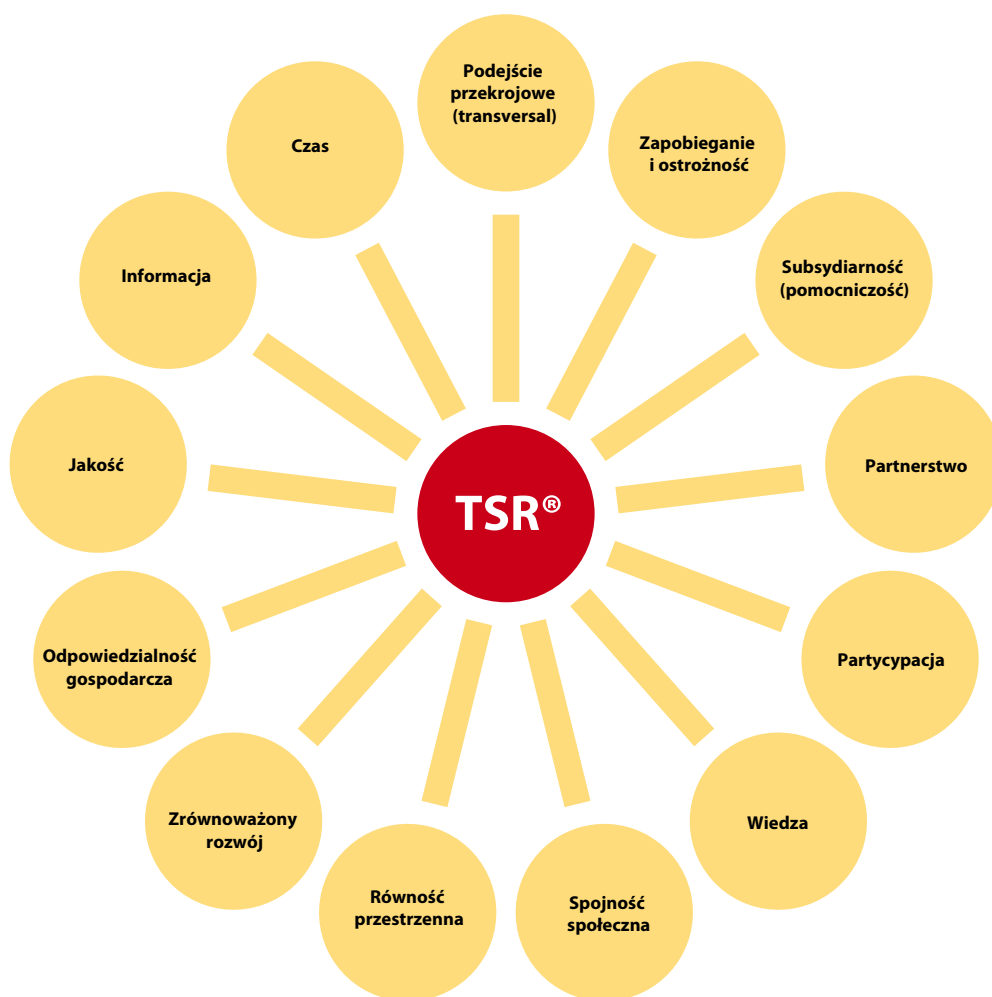 Podejście
przekrojowe
(transversal)
Zapobieganie
i ostrożność
Subsydiarność
(pomocniczość)
Partnerstwo
Partycypacja
Wiedza
Spojność
społeczna
Równość
przestrzenna
Zrównoważony
rozwój
Odpowiedzialność
gospodarcza
Jakość
Informacja
Czas
TSR®